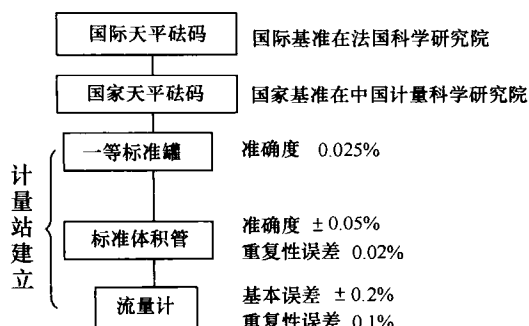 国际天平砝码 国际基准在法国科学研究院
国家天平砝码 国家基准在中国计量科学研究院
一等标准罐 准确度 0.025%
计量站建立
标准体积管 准确度 ±0.05%
重复性误差 0.02%
流量计 基本误差 ±0.2%
重复性误差 0.1%